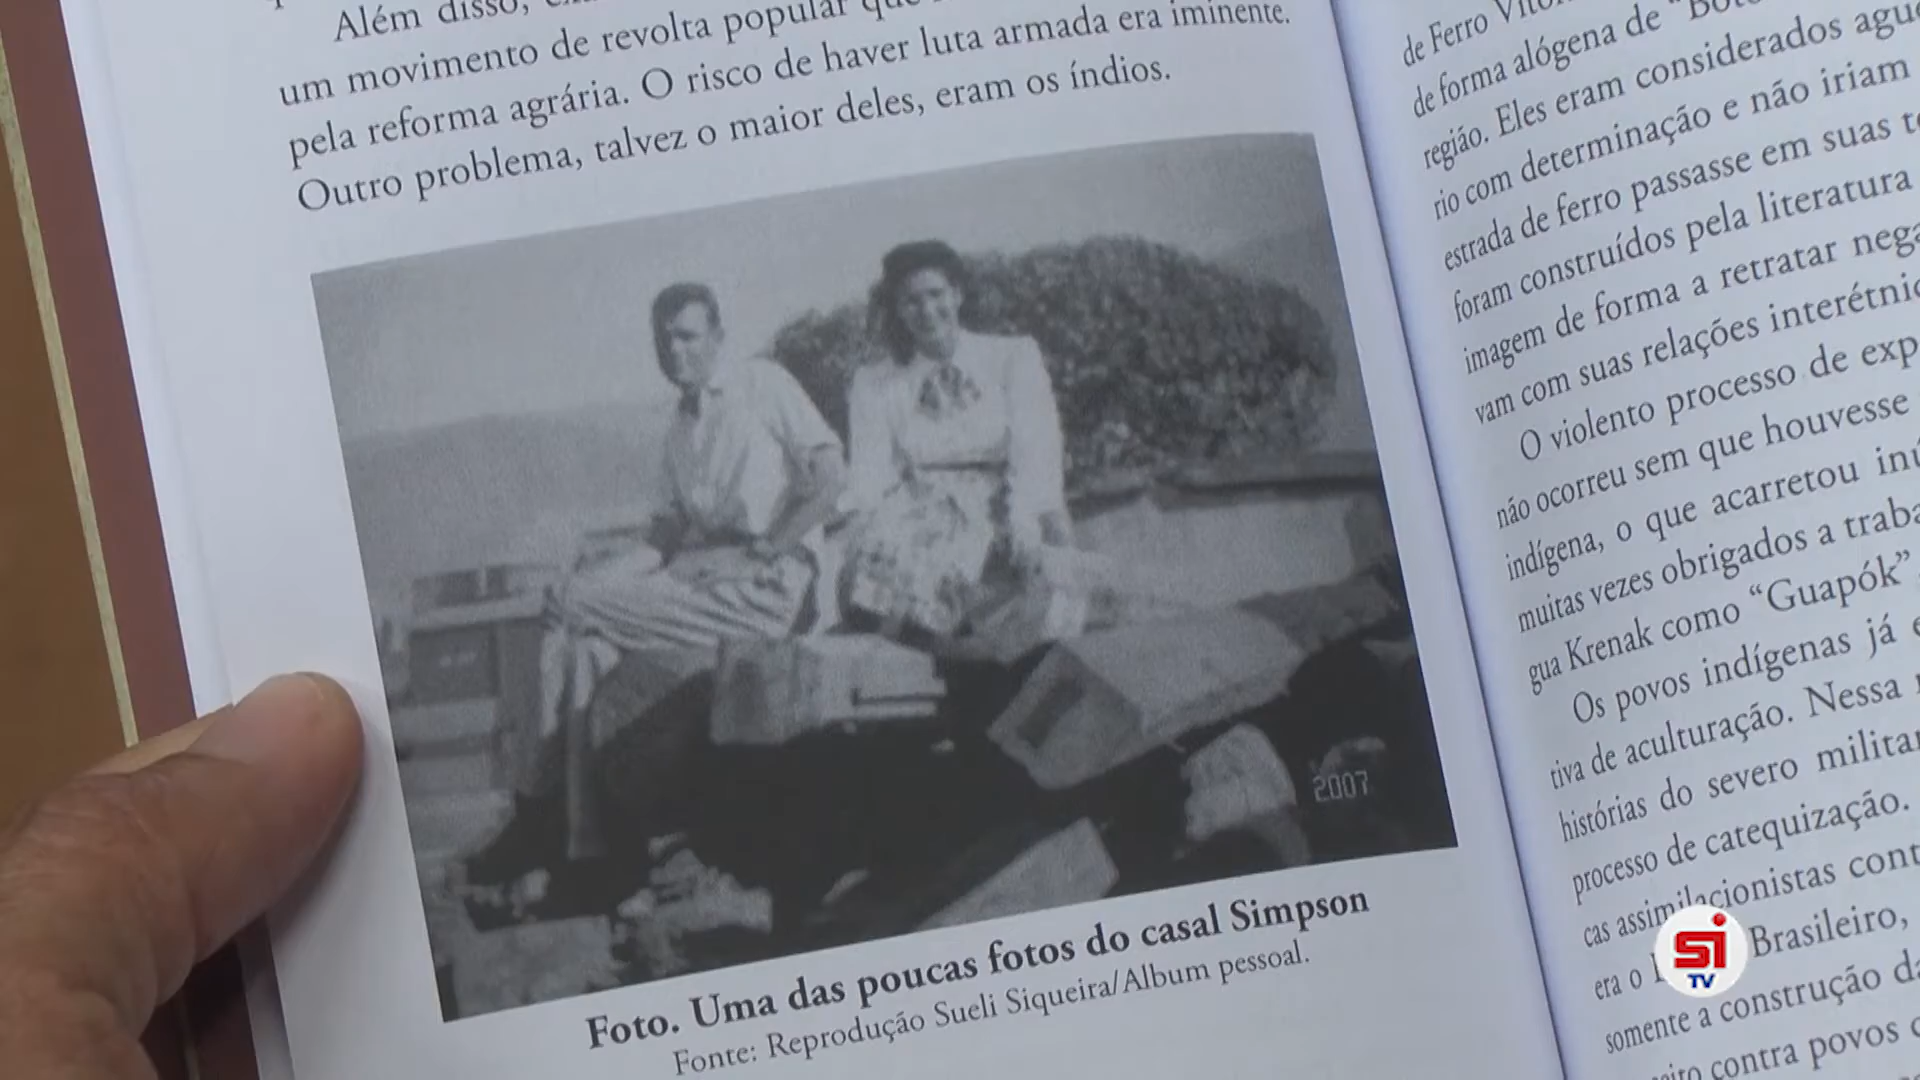 Além disso,
um movimento de revolta popular que
pela reforma agrária. O risco de haver luta armada era iminente.
Outro problema, talvez o maior deles, eram os índios.
2007
Foto. Uma das poucas fotos do casal Simpson
Fonte: Reprodução Sueli Siqueira/Album pessoal.
de Ferro
de forma alógena de
região. Eles eram considerados
rio com determinação e não iriam
estrada de ferro passasse em suas
foram construídos pela literatura
imagem de forma a retratar
vam com suas relações
O violento processo de
não ocorreu sem que houvesse
indígena, o que acarretou
muitas vezes obrigados a
gua Krenak como “Guapók”
Os povos indígenas já
tiva de aculturação. Nessa
histórias do severo
processo de catequização.
cas assimilacionistas
era o Brasileiro,
somente a construção
contra povos
Si
TV